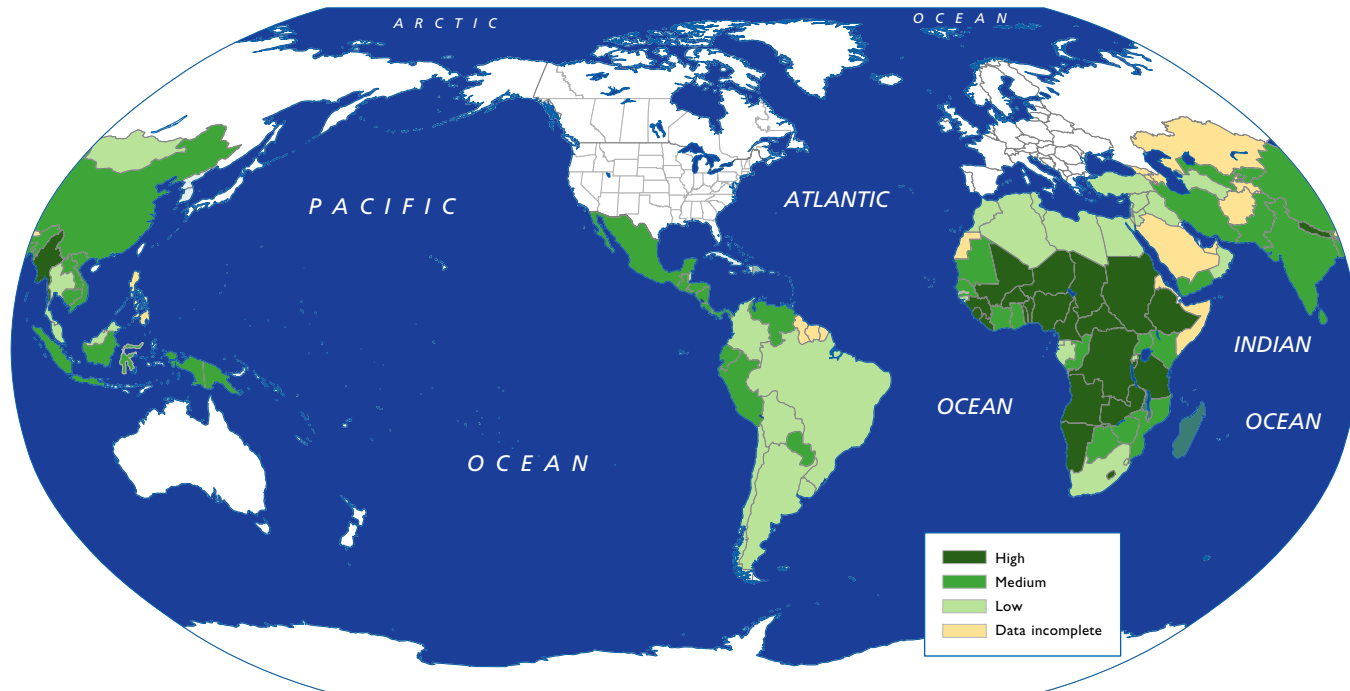 ARCTIC
OCEAN
PACIFIC
OCEAN
ATLANTIC
OCEAN
INDIAN
OCEAN
High
Medium
Low
Data incomplete